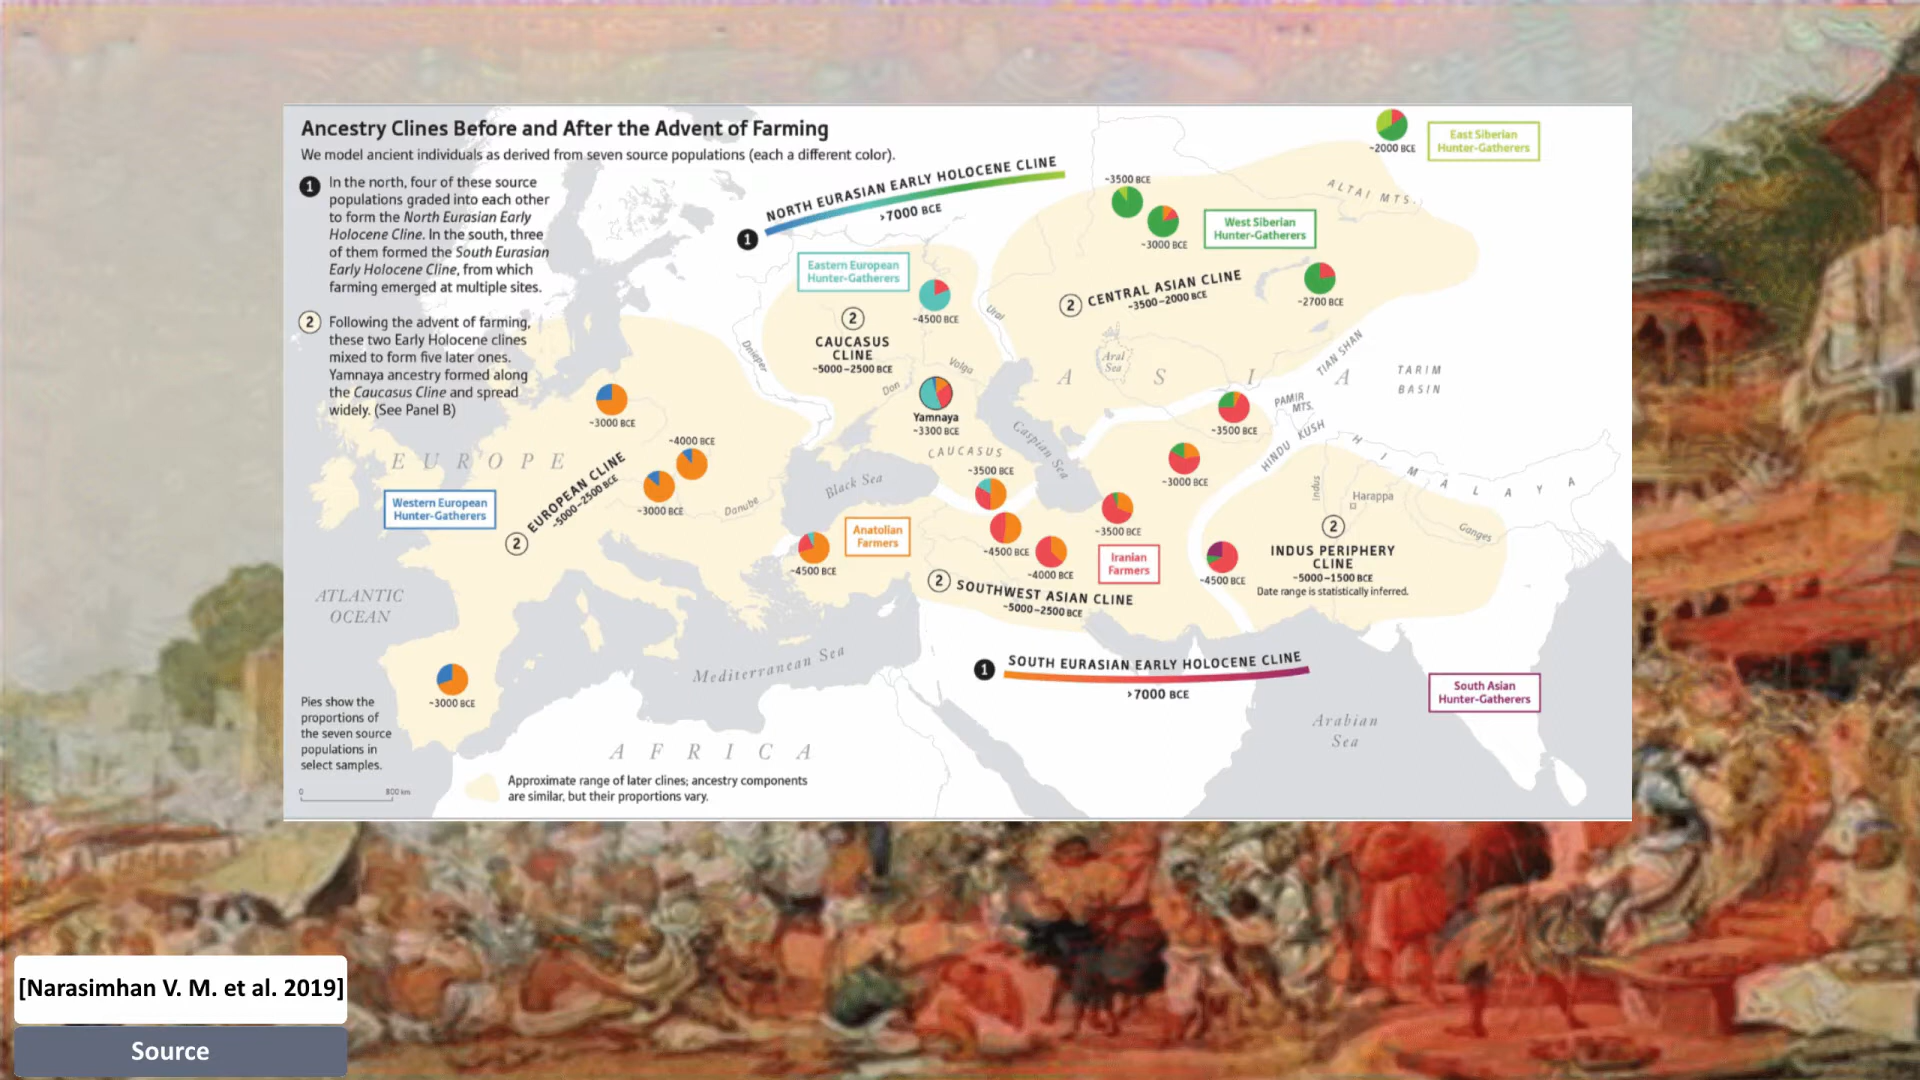 Ancestry Clines Before and After the Advent of Farming
We model ancient individuals as derived from seven source populations (each a different color).
1 In the north, four of these source
populations graded into each other
to form the North Eurasian Early
Holocene Cline. In the south, three
of them formed the South Eurasian
Early Holocene Cline, from which
farming emerged at multiple sites.
2 Following the advent of farming,
these two Early Holocene clines
mixed to form five later ones.
Yamnaya ancestry formed along
the Caucasus Cline and spread
widely. (See Panel B)
1 NORTH EURASIAN EARLY HOLOCENE CLINE
>7000 BCE
~2000 BCE
East Siberian
Hunter-Gatherers
ALTAI MTS.
~3500 BCE
~3000 BCE
West Siberian
Hunter-Gatherers
~2700 BCE
2 CENTRAL ASIAN CLINE
~3500–2000 BCE
Eastern European
Hunter-Gatherers
~4500 BCE
2
CAUCASUS
CLINE
~5000–2500 BCE
Ural
Volga
Don
Dnieper
Aral
Sea
ASIA
TIAN SHAN
TARIM
BASIN
Yamnaya
~3300 BCE
CAUCASUS
Caspian Sea
~3500 BCE
PAMIR
MTS.
HINDU KUSH
HIMALAYA
~3000 BCE
~3000 BCE
~4000 BCE
~3000 BCE
EUROPE
Western European
Hunter-Gatherers
2 EUROPEAN CLINE
~5000–2500 BCE
Danube
Black Sea
~3500 BCE
~4500 BCE
~4000 BCE
~3500 BCE
Anatolian
Farmers
~4500 BCE
Iranian
Farmers
2 SOUTHWEST ASIAN CLINE
~5000–2500 BCE
Indus
Harappa
Ganges
2
INDUS PERIPHERY
CLINE
~5000–1500 BCE
Date range is statistically inferred.
~4500 BCE
ATLANTIC
OCEAN
Mediterranean Sea
1 SOUTH EURASIAN EARLY HOLOCENE CLINE
>7000 BCE
South Asian
Hunter-Gatherers
Arabian
Sea
~3000 BCE
AFRICA
Pies show the
proportions of
the seven source
populations in
select samples.
0 800 km
Approximate range of later clines; ancestry components
are similar, but their proportions vary.
[Narasimhan V. M. et al. 2019]
Source